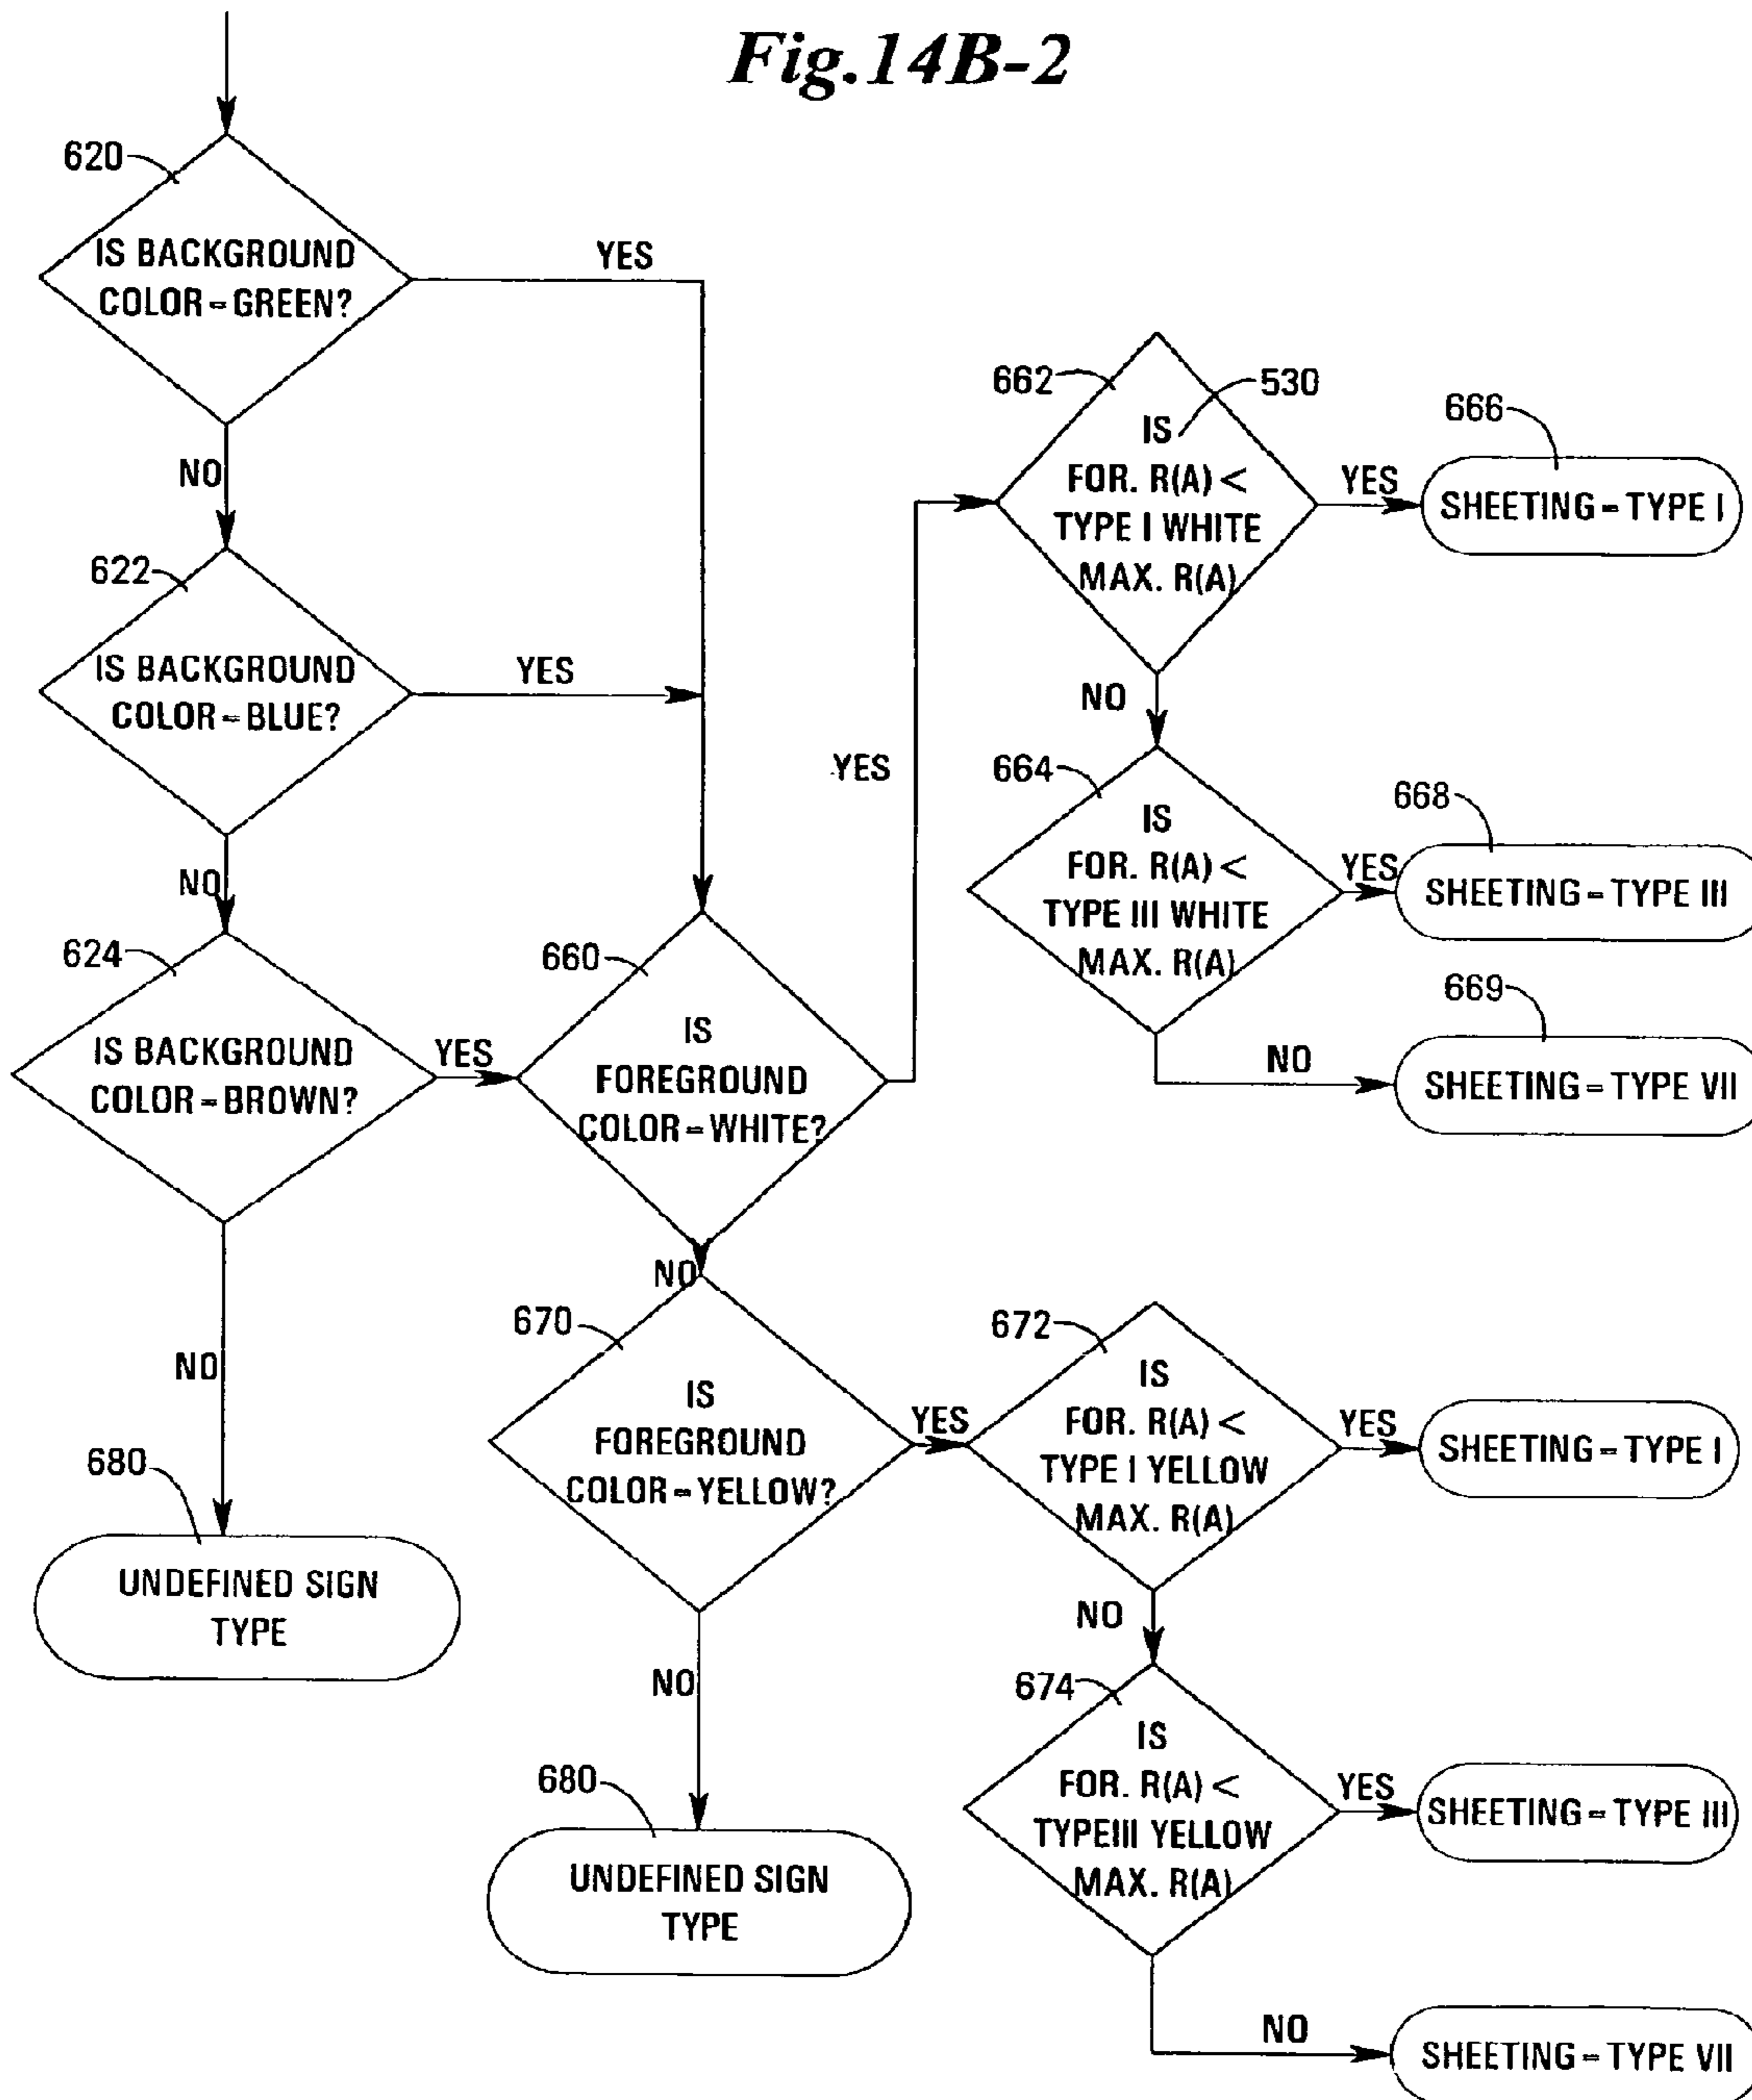 Fig.14B-2
620
IS BACKGROUND
COLOR=GREEN?
YES
NO
622
IS BACKGROUND
COLOR=BLUE?
YES
NO
624
IS BACKGROUND
COLOR=BROWN?
YES
NO
680
UNDEFINED SIGN
TYPE
660
IS
FOREGROUND
COLOR=WHITE?
YES
NO
662
530
IS
FOR. R(A) <
TYPE I WHITE
MAX. R(A)
YES
666
SHEETING=TYPE I
NO
664
IS
FOR. R(A) <
TYPE III WHITE
MAX. R(A)
YES
668
SHEETING=TYPE III
669
NO
SHEETING=TYPE VII
670
IS
FOREGROUND
COLOR=YELLOW?
YES
NO
680
UNDEFINED SIGN
TYPE
672
IS
FOR. R(A) <
TYPE I YELLOW
MAX. R(A)
YES
SHEETING=TYPE I
NO
674
IS
FOR. R(A) <
TYPEIII YELLOW
MAX. R(A)
YES
SHEETING=TYPE III
NO
SHEETING=TYPE VII